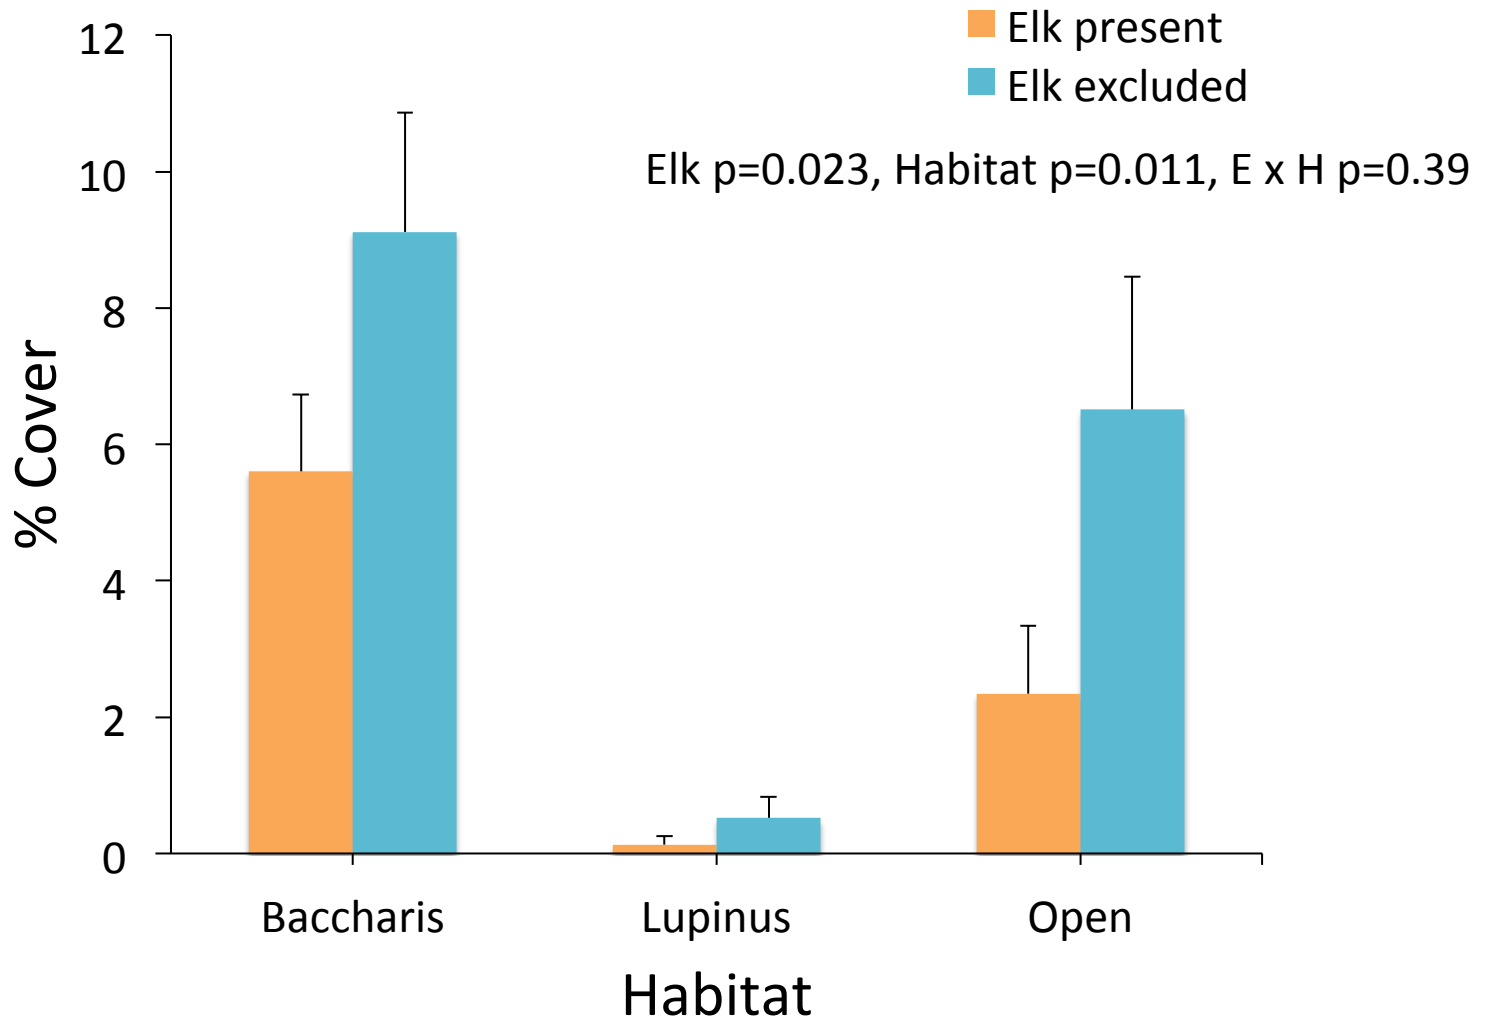 Elk present
Elk excluded
Elk p=0.023, Habitat p=0.011, E x H p=0.39
12
10
8
6
4
2
0
% Cover
Baccharis
Lupinus
Open
Habitat